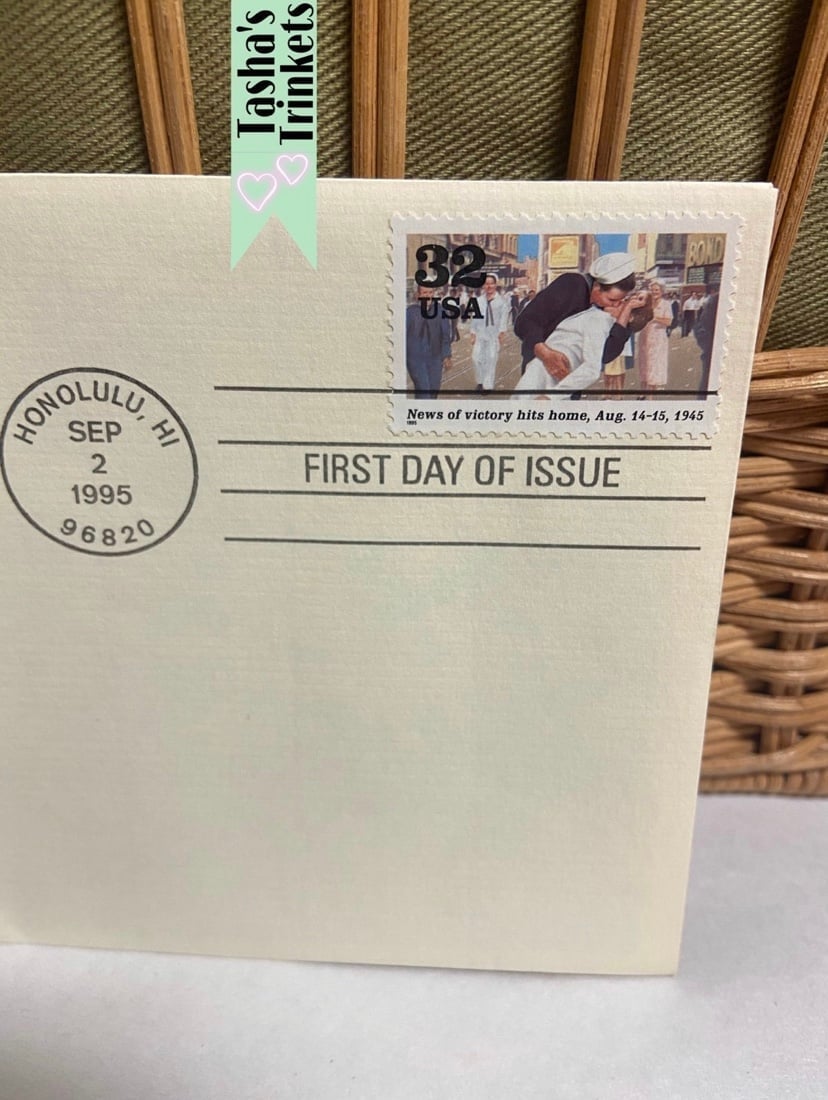 Tasha's
Trinkets
32
USA
BOND
News of victory hits home, Aug. 14-15, 1945
1995
HONOLULU, HI
SEP
2
1995
96820
FIRST DAY OF ISSUE